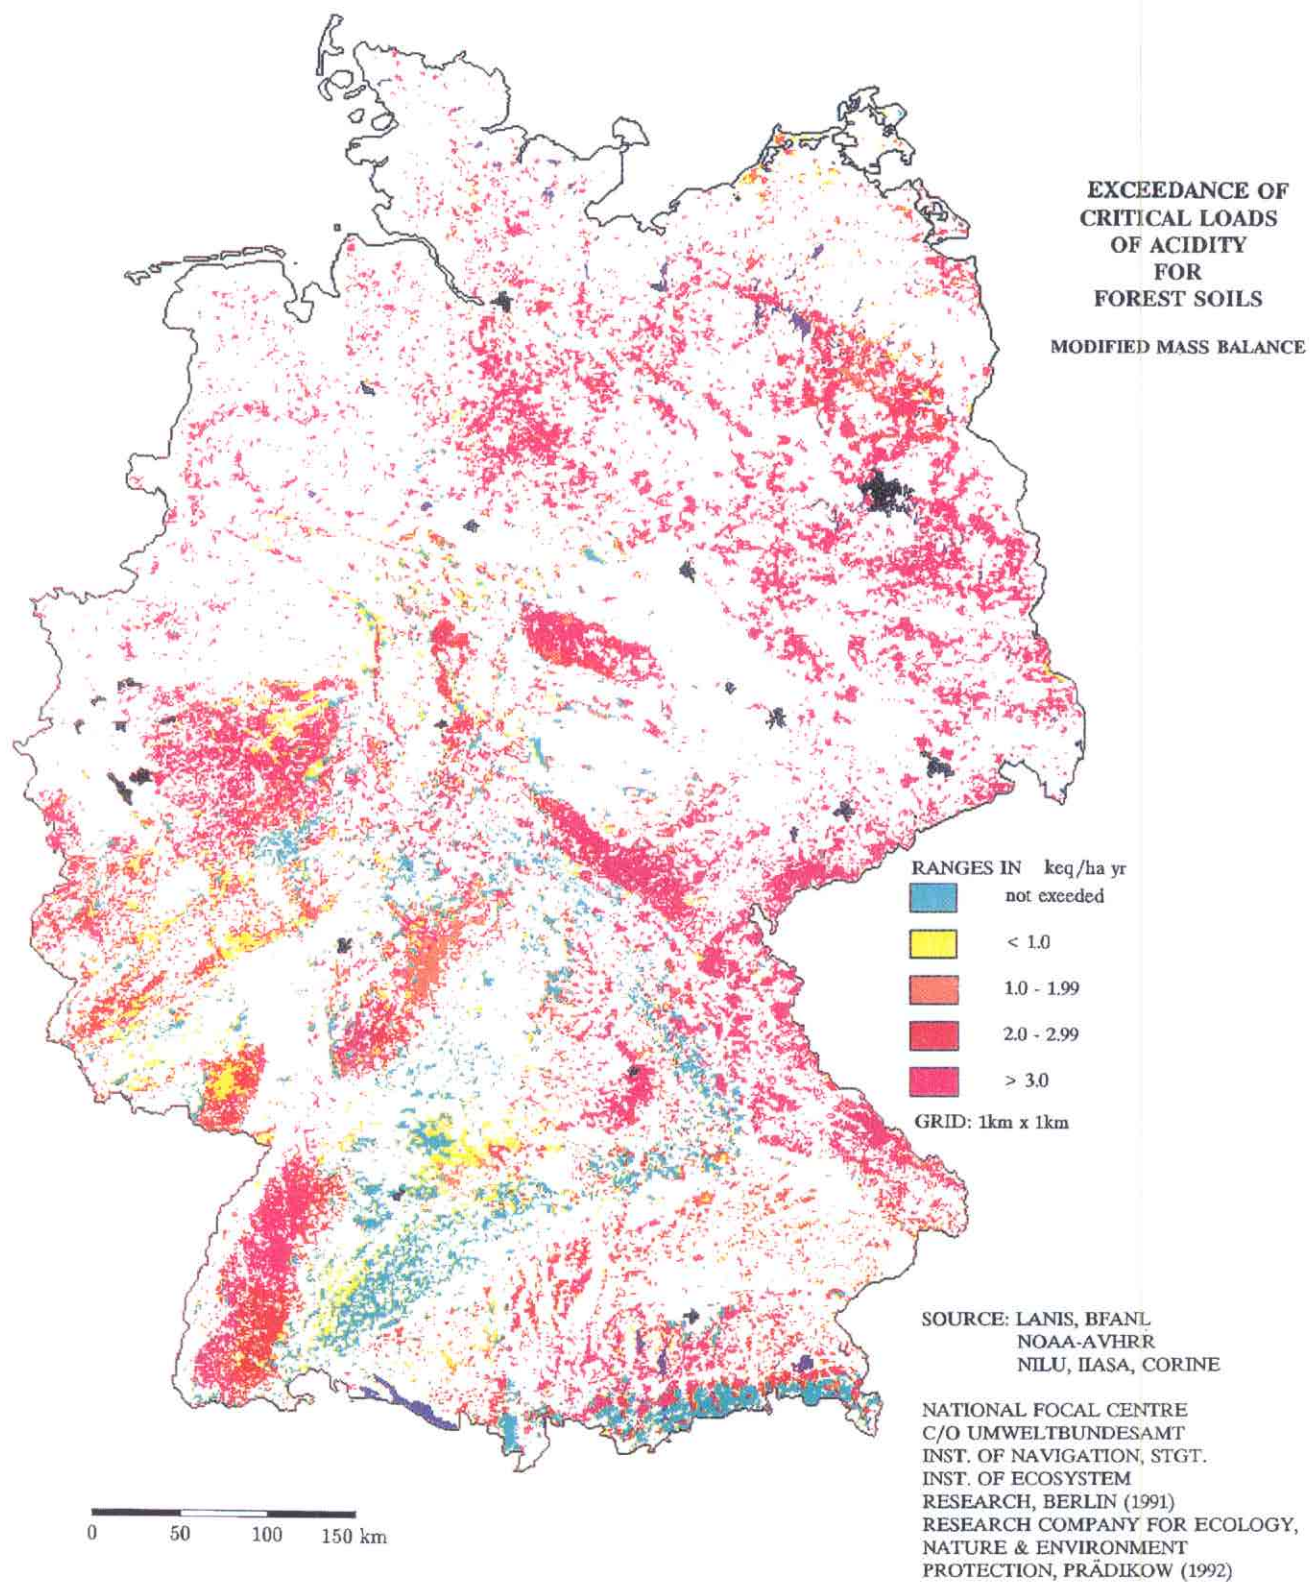 EXCEEDANCE OF
CRITICAL LOADS
OF ACIDITY
FOR
FOREST SOILS
MODIFIED MASS BALANCE
RANGES IN keq/ha yr
not exeeded
< 1.0
1.0 - 1.99
2.0 - 2.99
> 3.0
GRID: 1km x 1km
SOURCE: LANIS, BFANL
NOAA-AVHRR
NILU, IIASA, CORINE
NATIONAL FOCAL CENTRE
C/O UMWELTBUNDESAMT
INST. OF NAVIGATION, STGT.
INST. OF ECOSYSTEM
RESEARCH, BERLIN (1991)
RESEARCH COMPANY FOR ECOLOGY,
NATURE & ENVIRONMENT
PROTECTION, PRÄDIKOW (1992)
0 50 100 150 km